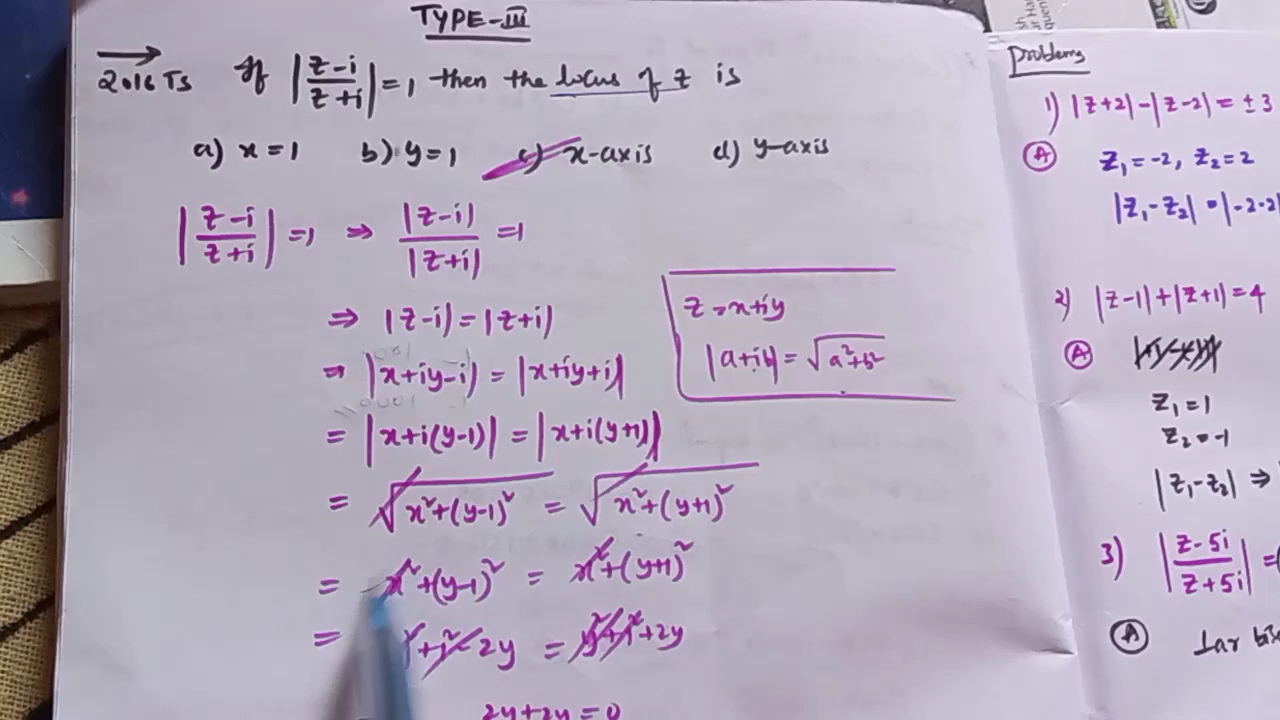 TYPE-III
2016 TS If |z-i/z+i|=1 then the locus of z is
a) x=1 b) y=1 c) x-axis d) y-axis
|z-i/z+i|=1 ⇒ |z-i|/|z+i| =1
⇒ |z-i|=|z+i|
⇒ |x+iy-i| = |x+iy+i|
= |x+i(y-1)| = |x+i(y+1)|
= √x²+(y-1)² = √x²+(y+1)²
= x²+(y-1)² = x²+(y+1)²
= +1²-2y = y²+1²+2y
2y+2y=0
z=x+iy
|a+ib| = √a²+b²
Problems
1) |z+2|-|z-2| = ±3
A z₁=-2, z₂=2
|z₁-z₂| = |-2-2|
2) |z-1|+|z+1|=4
A
z₁=1
z₂=-1
|z₁-z₂| ⇒
3) |z-5i/z+5i| =
A